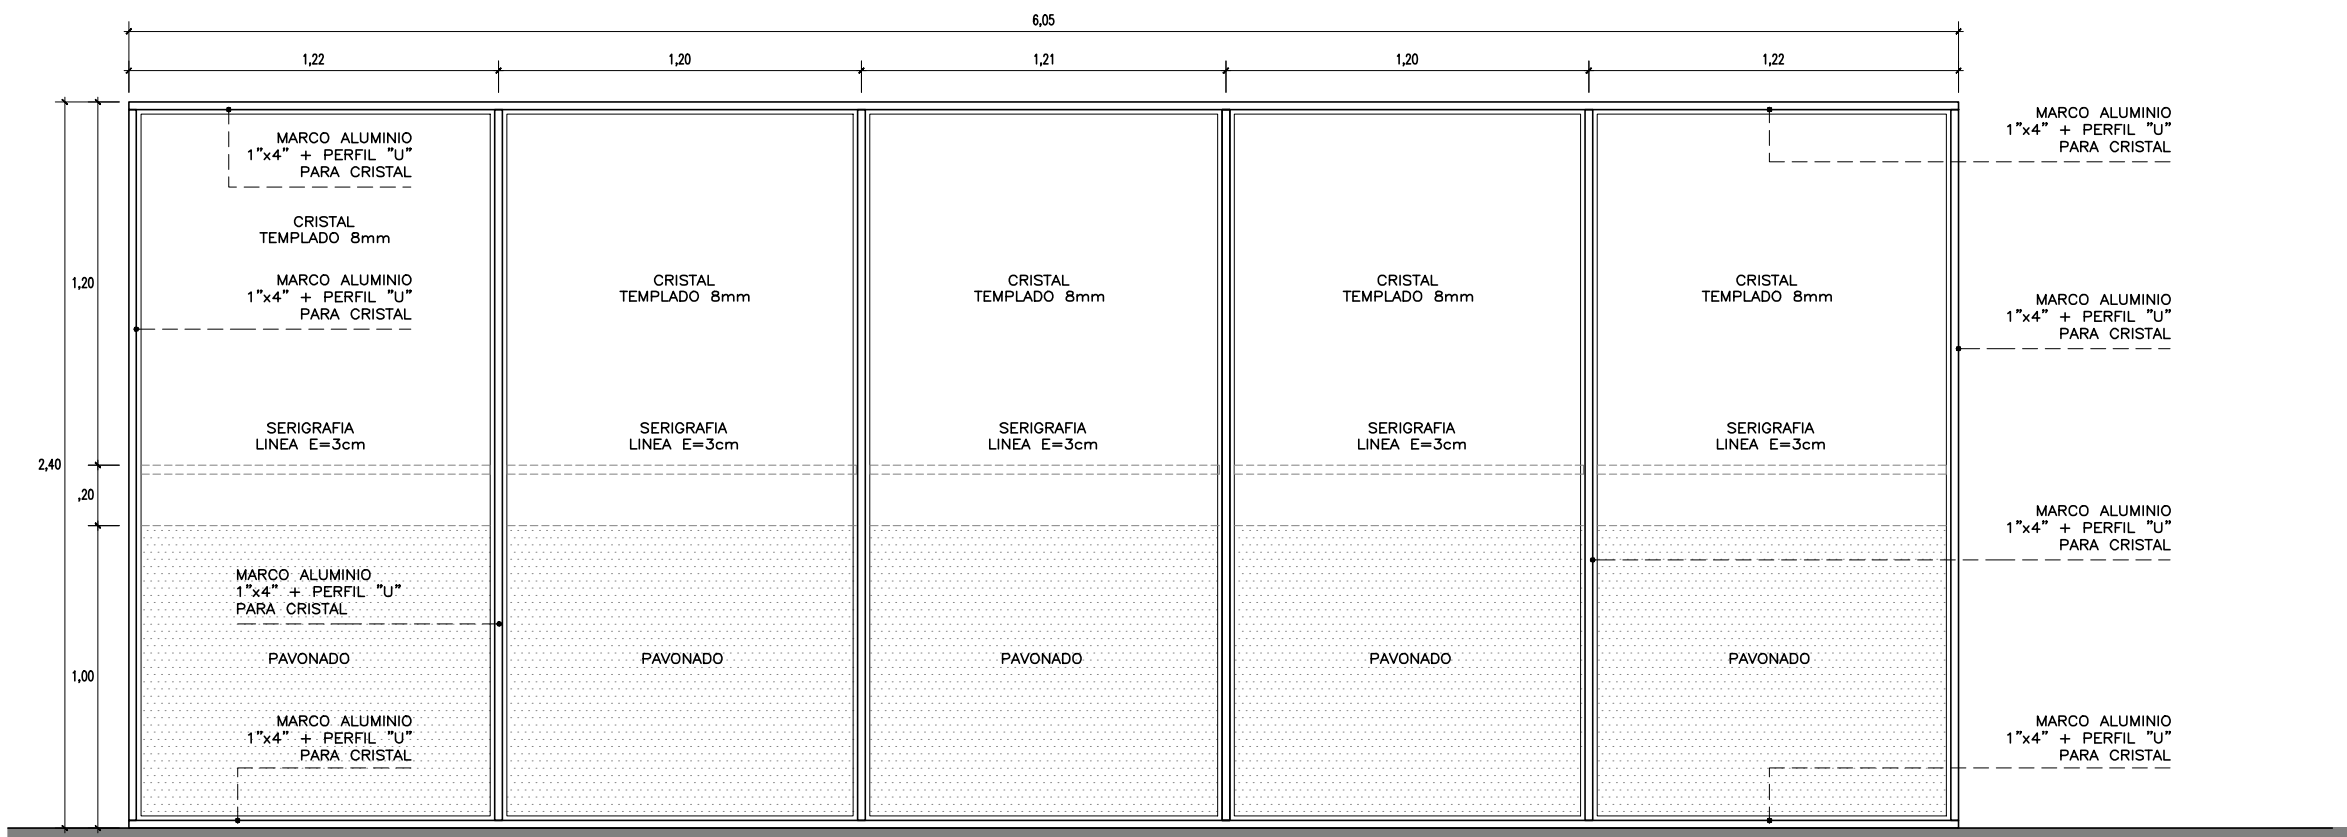 6,05
1,22
1,20
1,21
1,20
1,22
MARCO ALUMINIO
1"x4" + PERFIL "U"
PARA CRISTAL
CRISTAL
TEMPLADO 8mm
MARCO ALUMINIO
1"x4" + PERFIL "U"
PARA CRISTAL
SERIGRAFIA
LINEA E=3cm
MARCO ALUMINIO
1"x4" + PERFIL "U"
PARA CRISTAL
PAVONADO
MARCO ALUMINIO
1"x4" + PERFIL "U"
PARA CRISTAL
CRISTAL
TEMPLADO 8mm
SERIGRAFIA
LINEA E=3cm
PAVONADO
CRISTAL
TEMPLADO 8mm
SERIGRAFIA
LINEA E=3cm
PAVONADO
CRISTAL
TEMPLADO 8mm
SERIGRAFIA
LINEA E=3cm
PAVONADO
CRISTAL
TEMPLADO 8mm
SERIGRAFIA
LINEA E=3cm
PAVONADO
MARCO ALUMINIO
1"x4" + PERFIL "U"
PARA CRISTAL
MARCO ALUMINIO
1"x4" + PERFIL "U"
PARA CRISTAL
MARCO ALUMINIO
1"x4" + PERFIL "U"
PARA CRISTAL
MARCO ALUMINIO
1"x4" + PERFIL "U"
PARA CRISTAL
1,20
2,40
,20
1,00